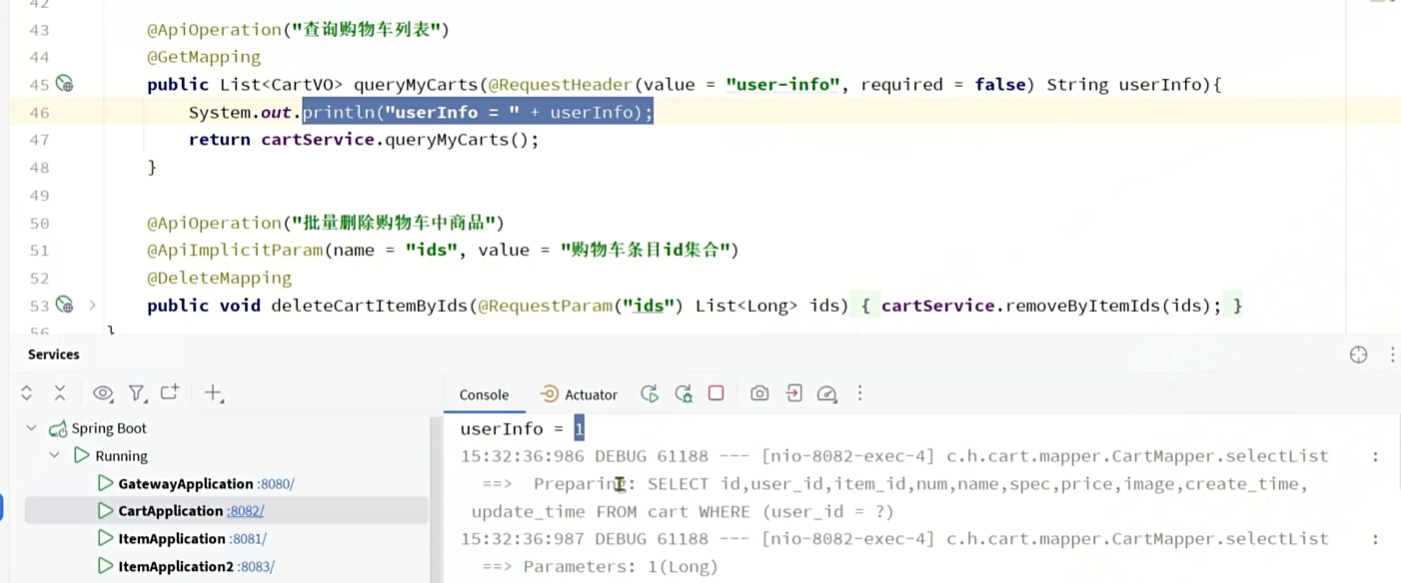 42
43 @ApiOperation("查询购物车列表")
44 @GetMapping
45 public List<CartVO> queryMyCarts(@RequestHeader(value = "user-info", required = false) String userInfo){
46 System.out.println("userInfo = " + userInfo);
47 return cartService.queryMyCarts();
48 }
49
50 @ApiOperation("批量删除购物车中商品")
51 @ApiImplicitParam(name = "ids", value = "购物车条目id集合")
52 @DeleteMapping
53 public void deleteCartItemByIds(@RequestParam("ids") List<Long> ids) { cartService.removeByItemIds(ids); }
56 }
Services
Console Actuator
Spring Boot
Running
GatewayApplication :8080/
CartApplication :8082/
ItemApplication :8081/
ItemApplication2 :8083/
userInfo = 1
15:32:36:986 DEBUG 61188 --- [nio-8082-exec-4] c.h.cart.mapper.CartMapper.selectList :
==> Preparing: SELECT id,user_id,item_id,num,name,spec,price,image,create_time,
update_time FROM cart WHERE (user_id = ?)
15:32:36:987 DEBUG 61188 --- [nio-8082-exec-4] c.h.cart.mapper.CartMapper.selectList :
==> Parameters: 1(Long)